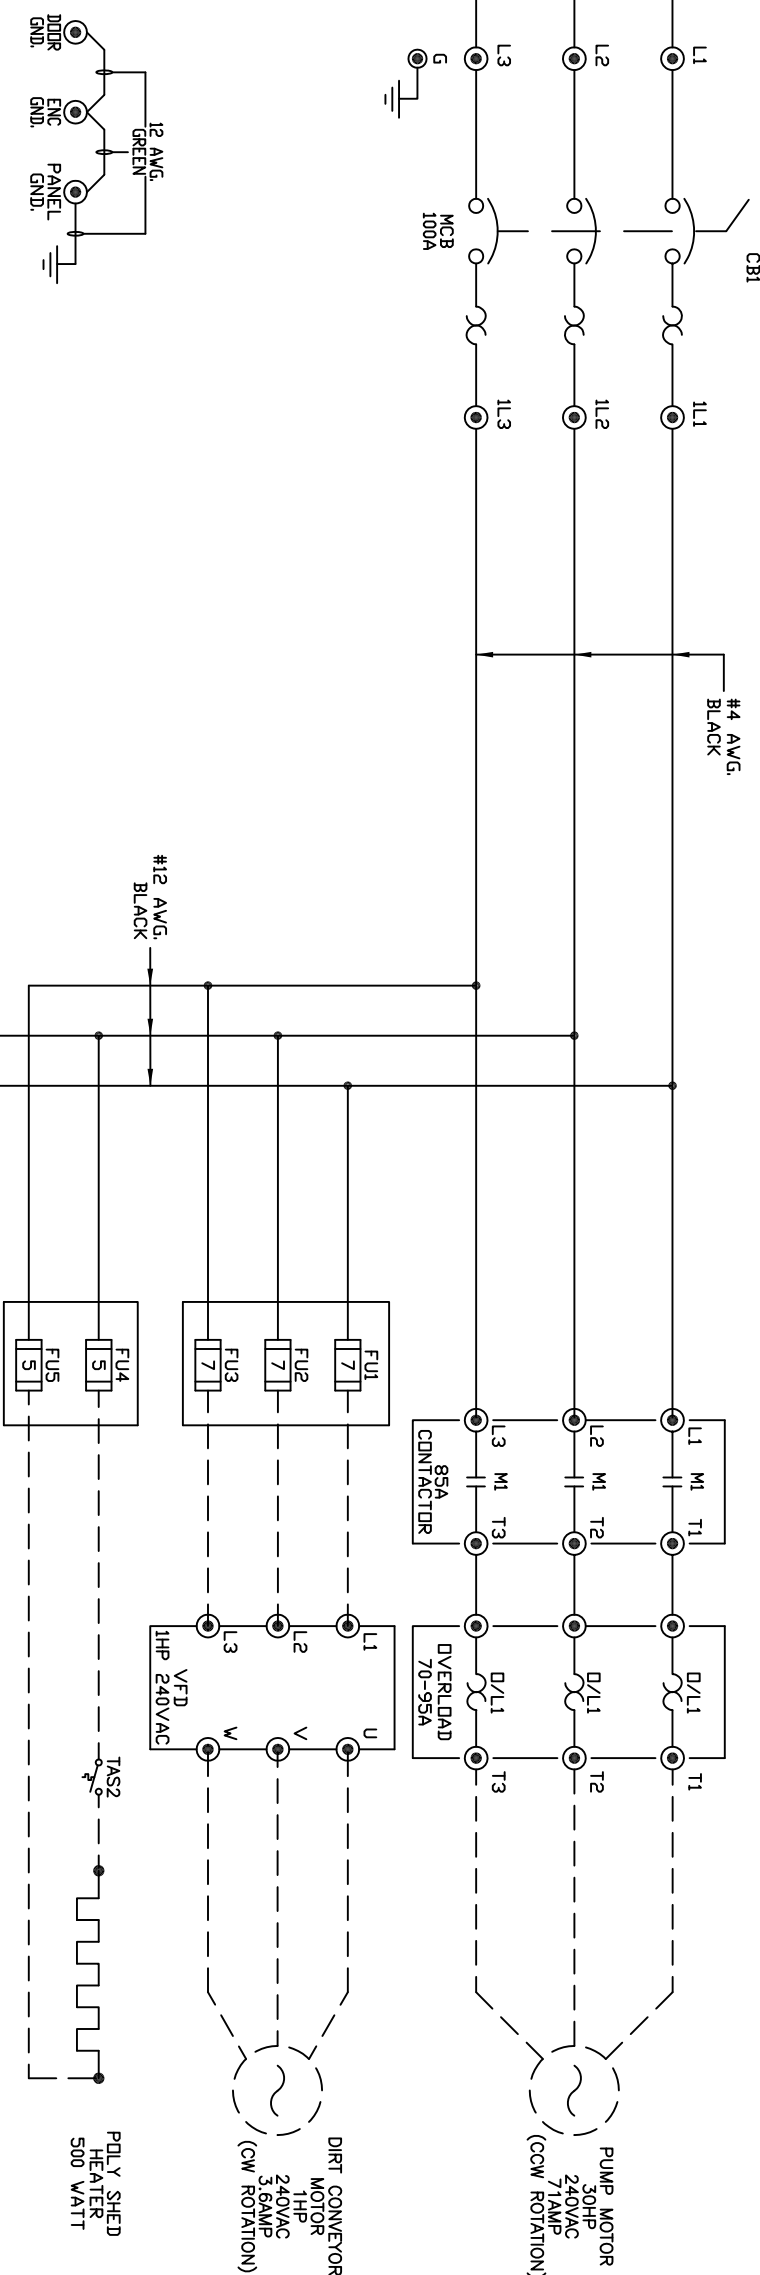 CB1
L1
L2
L3
G
MCB
100A
1L1
1L2
1L3
DOOR
GND.
ENC
GND.
PANEL
GND.
12 AWG.
GREEN
#4 AWG.
BLACK
#12 AWG.
BLACK
L1
M1
T1
L2
M1
T2
L3
M1
T3
85A
CONTACTOR
O/L1
T1
O/L1
T2
O/L1
T3
OVERLOAD
70-95A
PUMP MOTOR
30HP
240VAC
71AMP
(CCW ROTATION)
FU1
7
FU2
7
FU3
7
L1
U
L2
V
L3
W
VFD
1HP 240VAC
DIRT CONVEYOR
MOTOR
1HP
240VAC
3.6AMP
(CW ROTATION)
FU4
5
FU5
5
TAS2
POLY SHED
HEATER
500 WATT